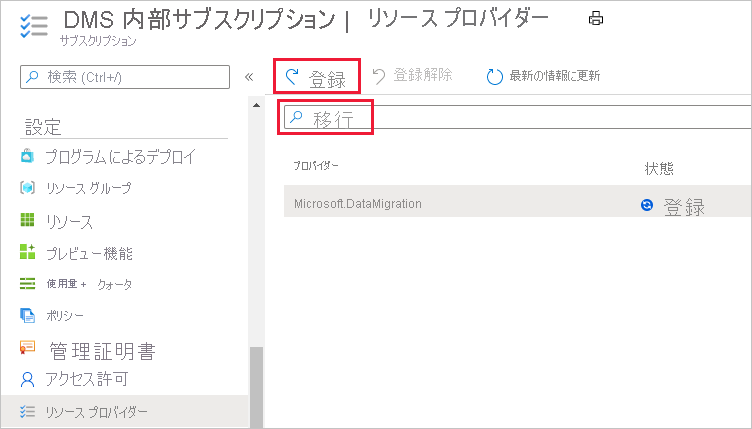 DMS 内部サブスクリプション | リソース プロバイダー
サブスクリプション
検索 (Ctrl+/)
«
登録
登録解除
最新の情報に更新
移行
設定
プログラムによるデプロイ
リソース グループ
リソース
プレビュー機能
使用量 + クォータ
ポリシー
管理証明書
アクセス許可
リソース プロバイダー
プロバイダー
状態
Microsoft.DataMigration
登録